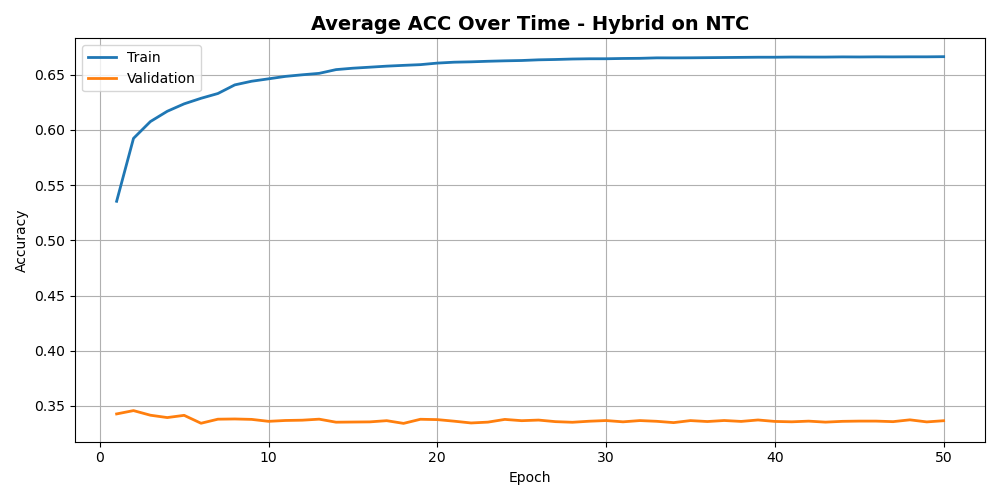 Average ACC Over Time - Hybrid on NTC
Train
Validation
Accuracy
0.65
0.60
0.55
0.50
0.45
0.40
0.35
0 10 20 30 40 50
Epoch